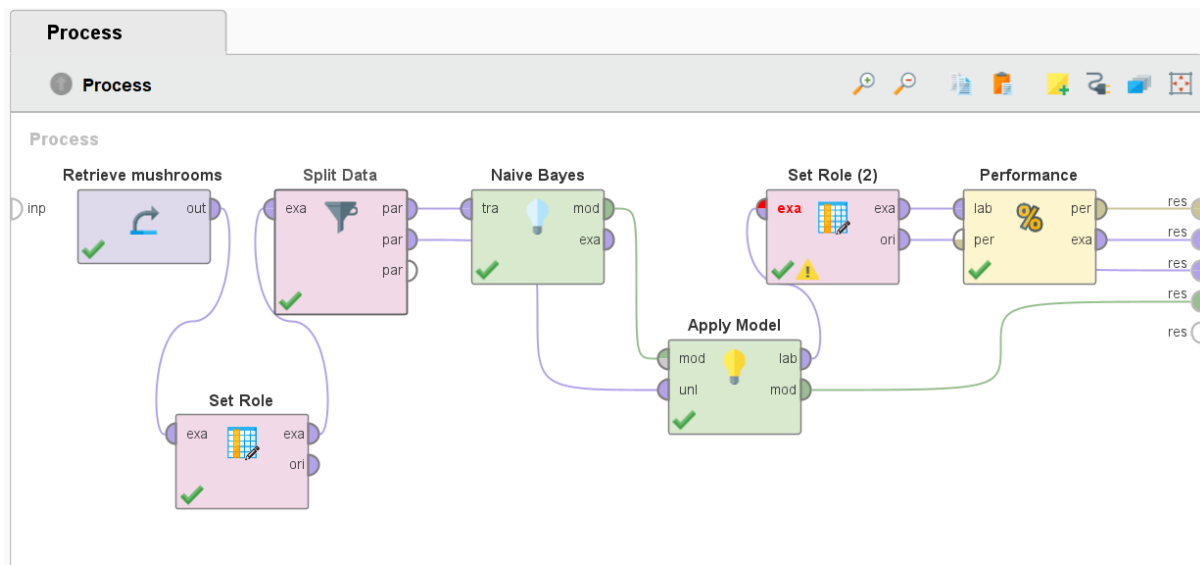 Process
Process
Process
Retrieve mushrooms
Split Data
Naive Bayes
Set Role (2)
Performance
inp
out
exa
par
par
par
tra
mod
exa
exa
exa
ori
lab
per
per
exa
res
res
res
res
res
Apply Model
mod
lab
unl
mod
Set Role
exa
exa
ori